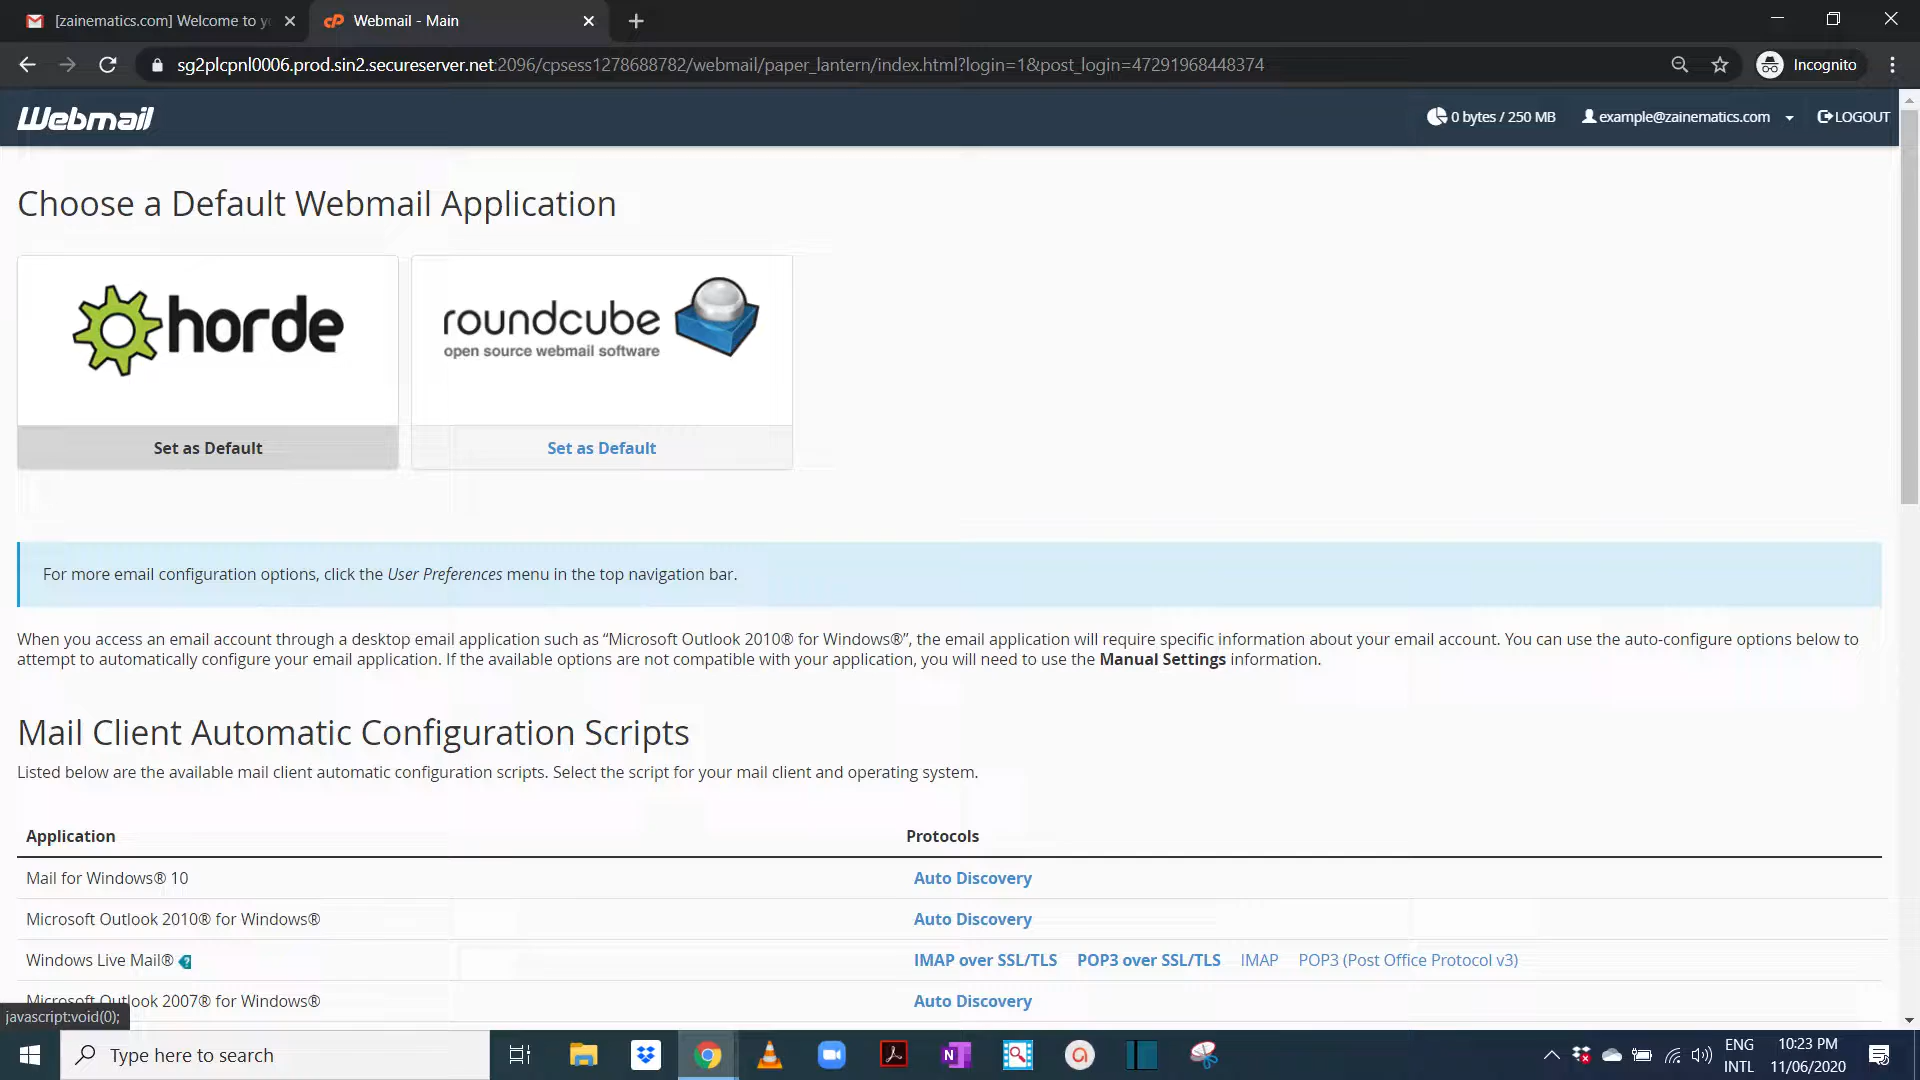 [zainematics.com] Welcome to yo
Webmail - Main
sg2plcpnl0006.prod.sin2.secureserver.net:2096/cpsess1278688782/webmail/paper_lantern/index.html?login=1&post_login=47291968448374
Incognito
Webmail
0 bytes / 250 MB
example@zainematics.com
LOGOUT
Choose a Default Webmail Application
horde
roundcube
open source webmail software
Set as Default
Set as Default
For more email configuration options, click the User Preferences menu in the top navigation bar.
When you access an email account through a desktop email application such as “Microsoft Outlook 2010® for Windows®”, the email application will require specific information about your email account. You can use the auto-configure options below to
attempt to automatically configure your email application. If the available options are not compatible with your application, you will need to use the Manual Settings information.
Mail Client Automatic Configuration Scripts
Listed below are the available mail client automatic configuration scripts. Select the script for your mail client and operating system.
Application
Protocols
Mail for Windows® 10
Auto Discovery
Microsoft Outlook 2010® for Windows®
Auto Discovery
Windows Live Mail®
IMAP over SSL/TLS
POP3 over SSL/TLS
IMAP
POP3 (Post Office Protocol v3)
Microsoft Outlook 2007® for Windows®
Auto Discovery
javascript:void(0);
Type here to search
ENG
INTL
10:23 PM
11/06/2020